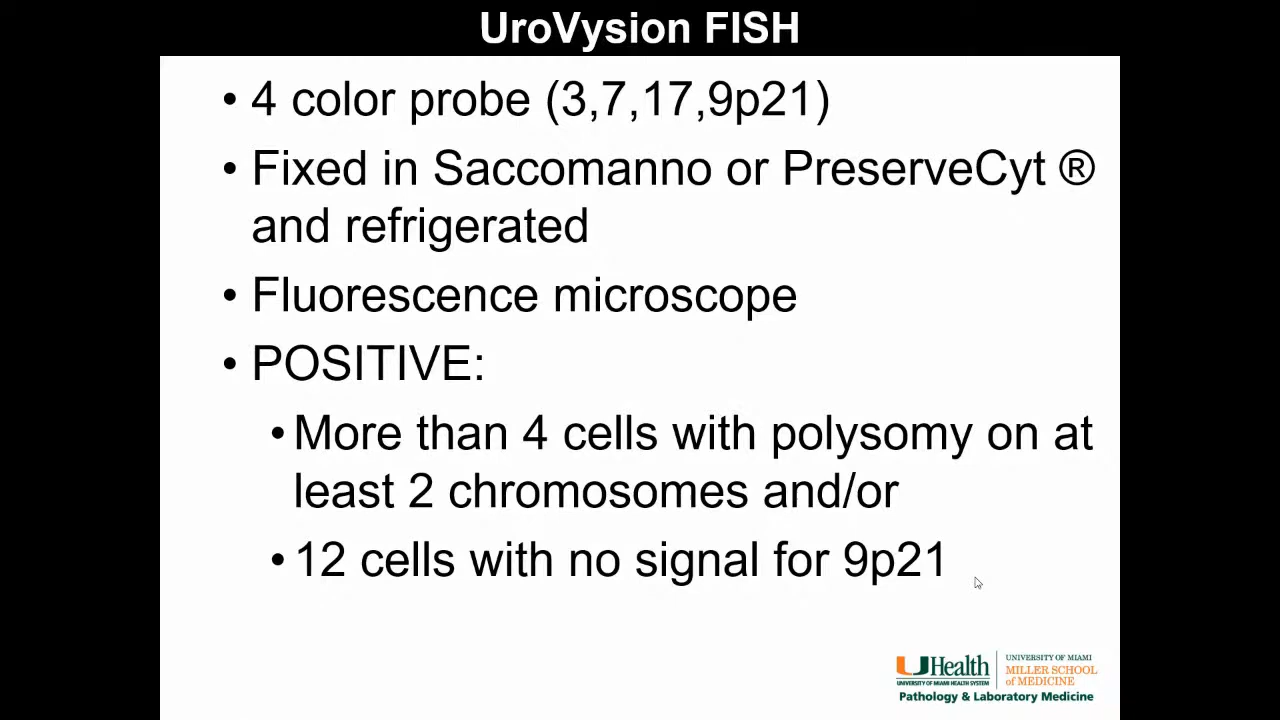 UroVysion FISH
• 4 color probe (3,7,17,9p21)
• Fixed in Saccomanno or PreserveCyt ®
and refrigerated
• Fluorescence microscope
• POSITIVE:
• More than 4 cells with polysomy on at
least 2 chromosomes and/or
• 12 cells with no signal for 9p21
UHealth
UNIVERSITY OF MIAMI HEALTH SYSTEM
UNIVERSITY OF MIAMI
MILLER SCHOOL
of MEDICINE
Pathology & Laboratory Medicine